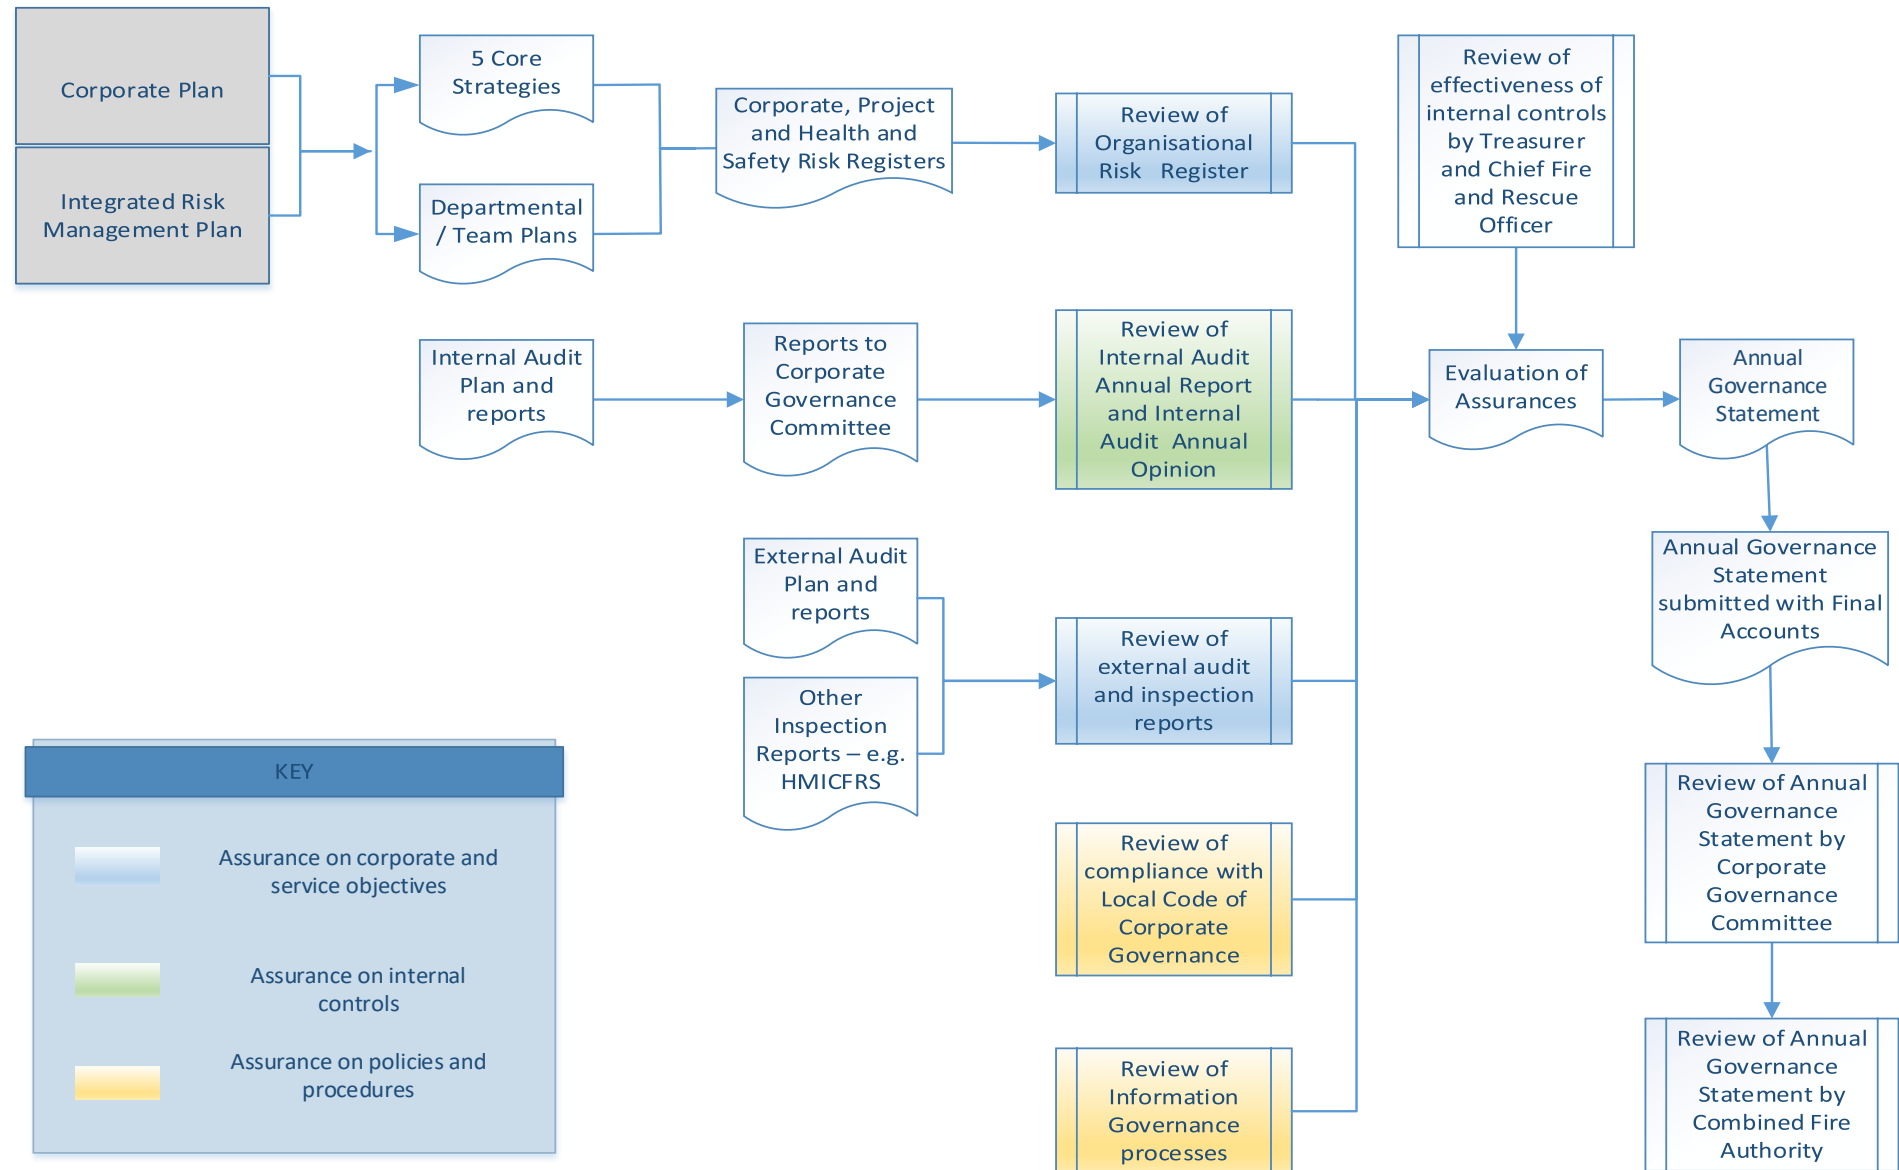 Corporate Plan
Integrated Risk
Management Plan
5 Core
Strategies
Departmental
/ Team Plans
Corporate, Project
and Health and
Safety Risk Registers
Review of
Organisational
Risk Register
Review of
effectiveness of
internal controls
by Treasurer
and Chief Fire
and Rescue
Officer
Internal Audit
Plan and
reports
Reports to
Corporate
Governance
Committee
Review of
Internal Audit
Annual Report
and Internal
Audit Annual
Opinion
Evaluation of
Assurances
Annual
Governance
Statement
External Audit
Plan and
reports
Other
Inspection
Reports – e.g.
HMICFRS
Review of
external audit
and inspection
reports
Annual Governance
Statement
submitted with Final
Accounts
Review of
compliance with
Local Code of
Corporate
Governance
Review of Annual
Governance
Statement by
Corporate
Governance
Committee
Review of
Information
Governance
processes
Review of Annual
Governance
Statement by
Combined Fire
Authority
KEY
Assurance on corporate and
service objectives
Assurance on internal
controls
Assurance on policies and
procedures